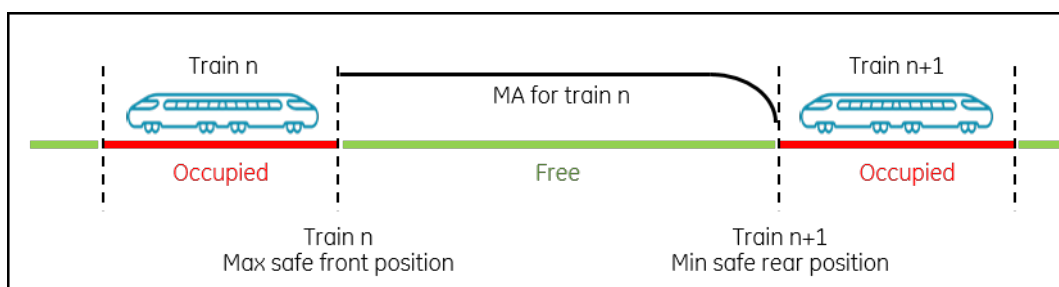 Train n
Train n+1
MA for train n
Occupied
Free
Occupied
Train n
Max safe front position
Train n+1
Min safe rear position